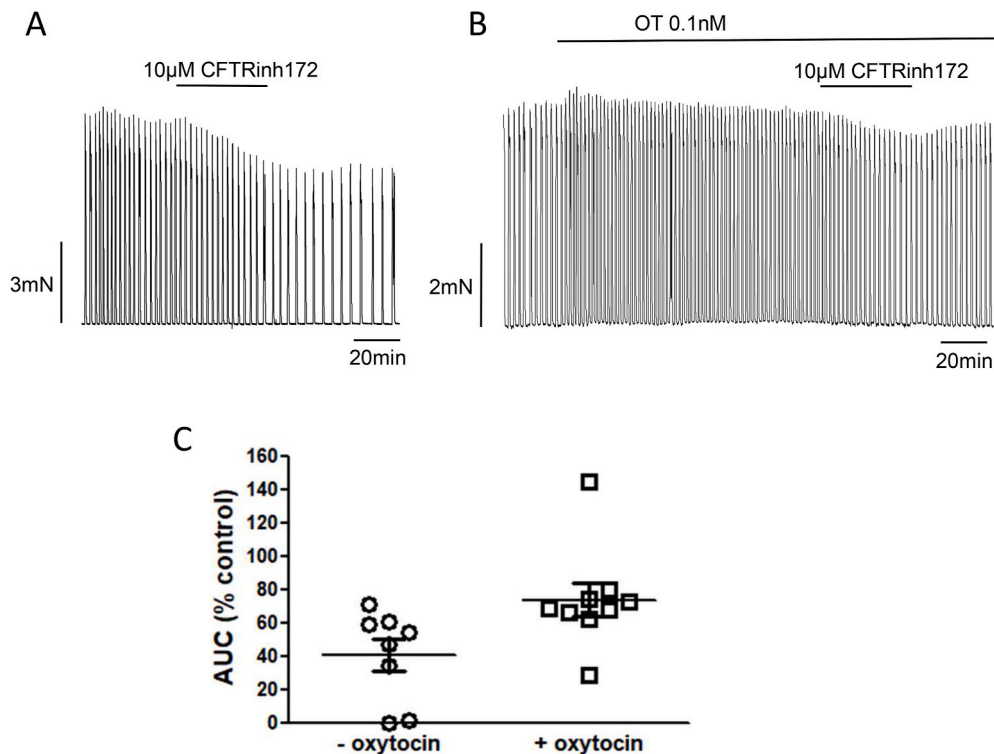 A
10µM CFTRinh172
3mN
20min
B
OT 0.1nM
10µM CFTRinh172
2mN
20min
C
AUC (% control)
160
140
120
100
80
60
40
20
0
- oxytocin
+ oxytocin